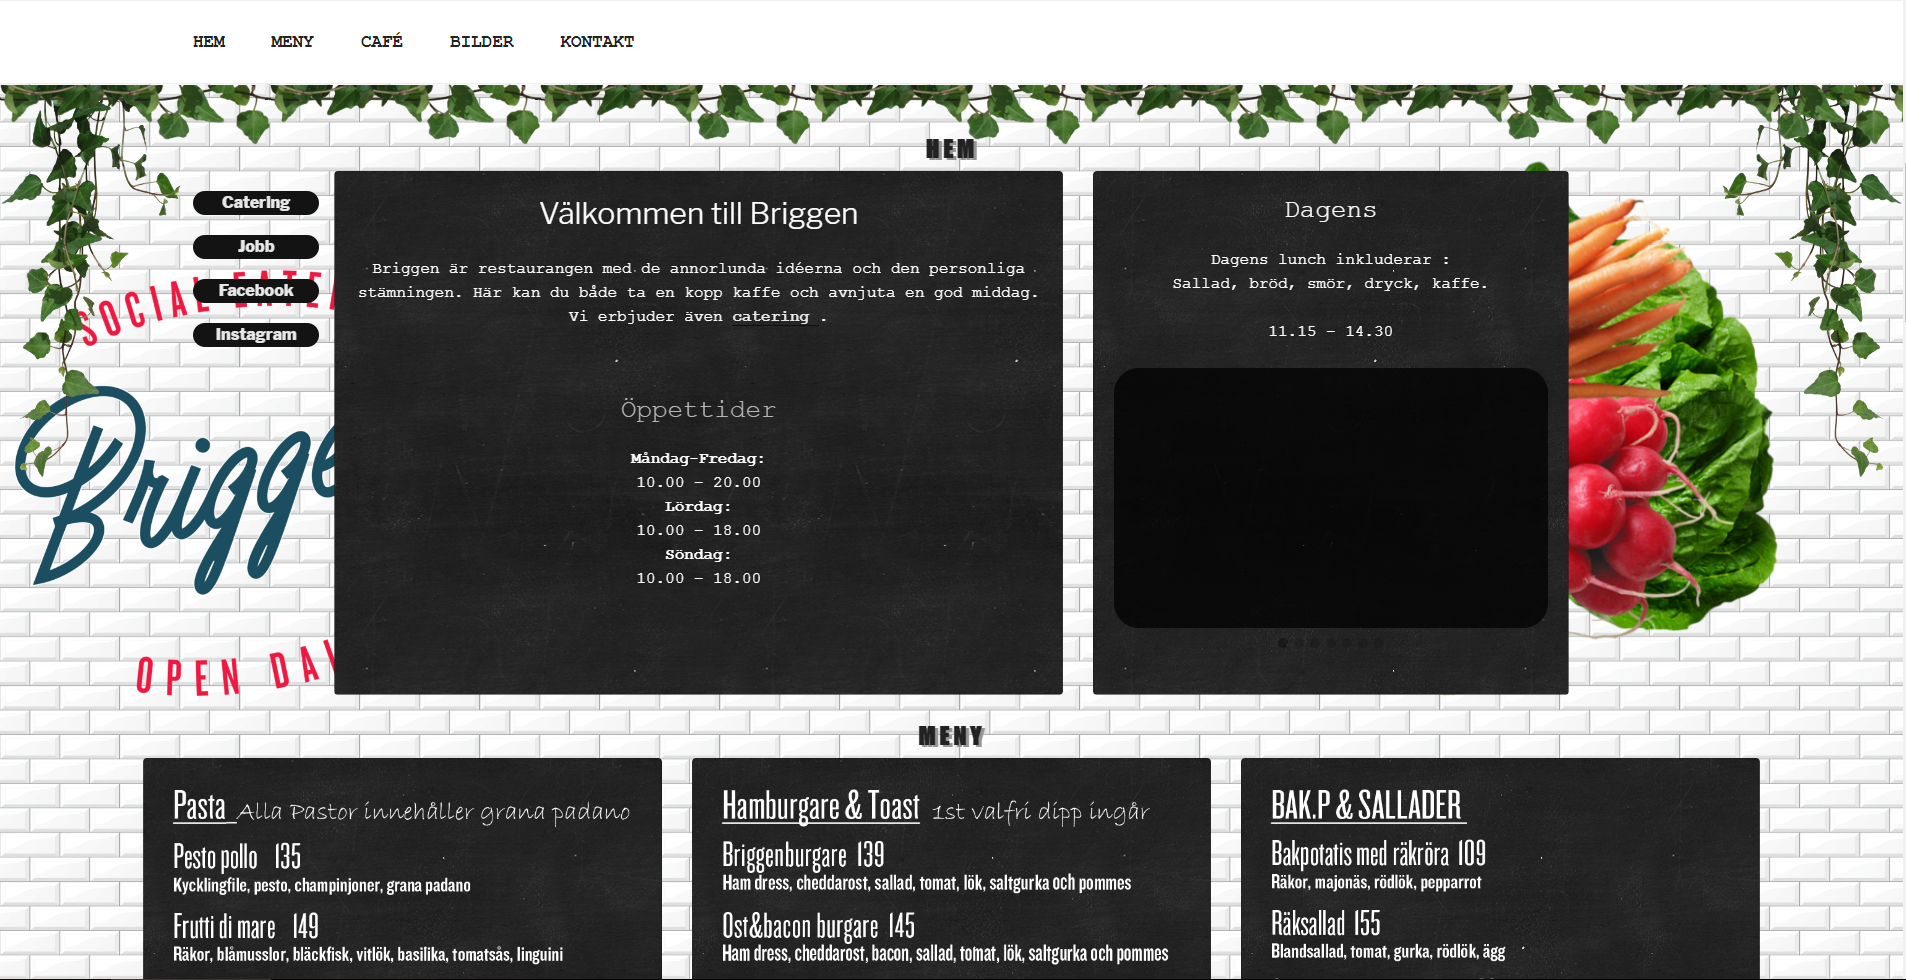 HEM MENY CAFÉ BILDER KONTAKT
HEM
Catering
Jobb
Facebook
Instagram
SOCIAL
Brigge
OPEN DAY
Välkommen till Briggen
Briggen är restaurangen med de annorlunda idéerna och den personliga
stämningen. Här kan du både ta en kopp kaffe och avnjuta en god middag.
Vi erbjuder även catering .
Öppettider
Måndag-Fredag:
10.00 - 20.00
Lördag:
10.00 - 18.00
Söndag:
10.00 - 18.00
Dagens
Dagens lunch inkluderar :
Sallad, bröd, smör, dryck, kaffe.
11.15 - 14.30
MENY
Pasta Alla Pastor innehåller grana padano
Pesto pollo 135
Kycklingfile, pesto, champinjoner, grana padano
Frutti di mare 149
Räkor, blåmusslor, bläckfisk, vitlök, basilika, tomatsås, linguini
Hamburgare & Toast 1st valfri dipp ingår
Briggenburgare 139
Ham dress, cheddarost, sallad, tomat, lök, saltgurka och pommes
Ost&bacon burgare 145
Ham dress, cheddarost, bacon, sallad, tomat, lök, saltgurka och pommes
BAK.P & SALLADER
Bakpotatis med räkröra 109
Räkor, majonäs, rödlök, pepparrot
Räksallad 155
Blandsallad, tomat, gurka, rödlök, ägg